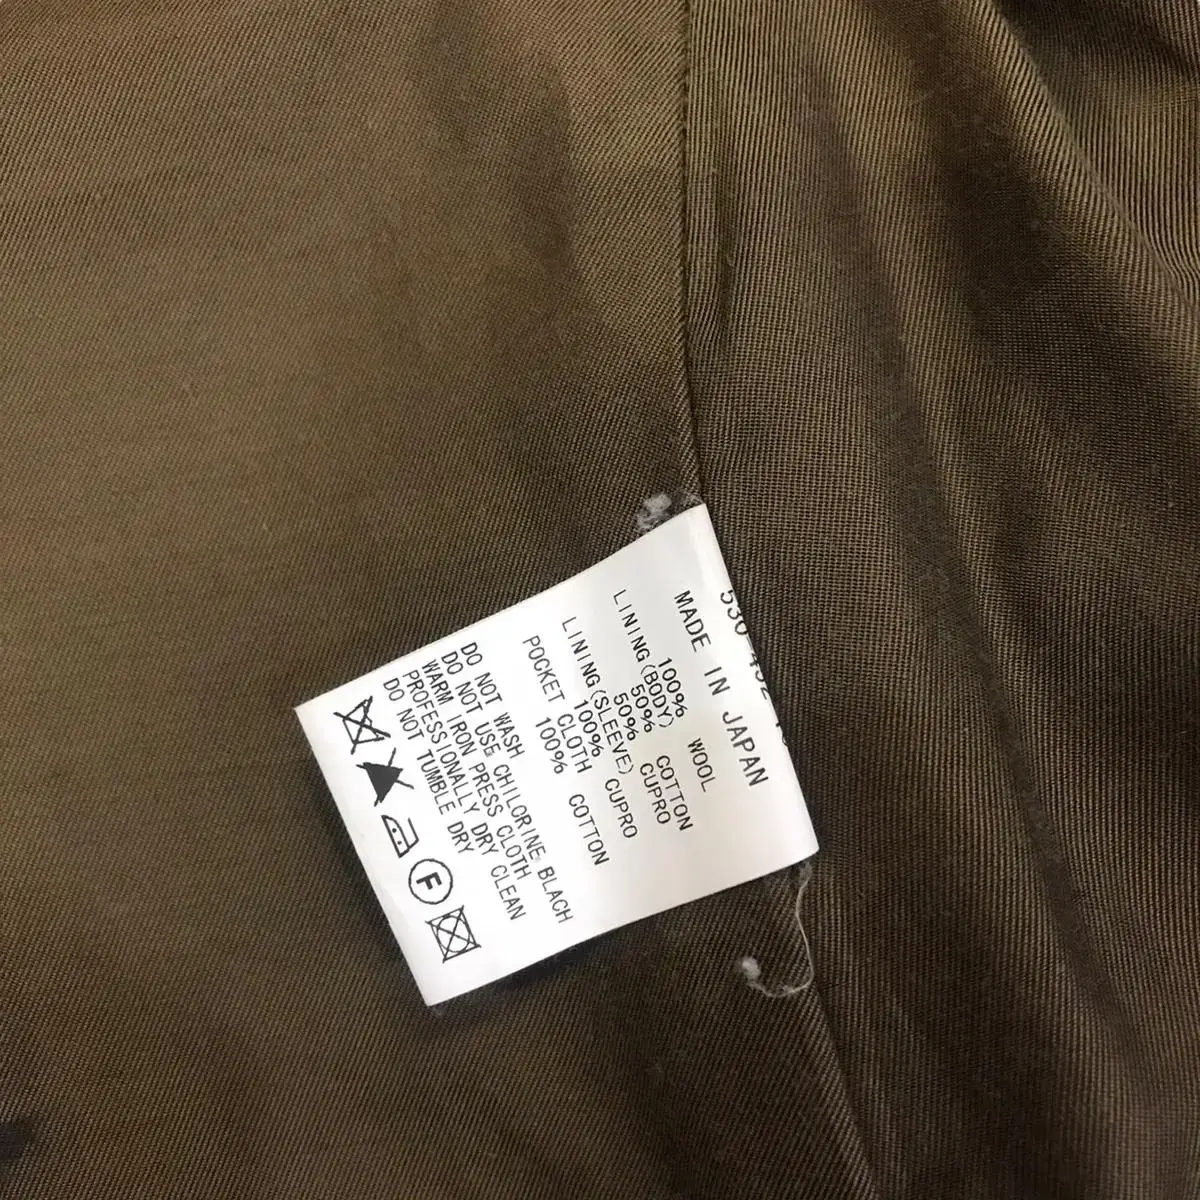 MADE IN JAPAN
100% WOOL
LINING(BODY)
50% COTTON
50% CUPRO
LINING(SLEEVE)
100% CUPRO
POCKET CLOTH
100% COTTON
DO NOT WASH
DO NOT USE CHILORINE BLACH
WARM IRON PRESS CLOTH
PROFESSIONALLY DRY CLEAN
DO NOT TUMBLE DRY
F